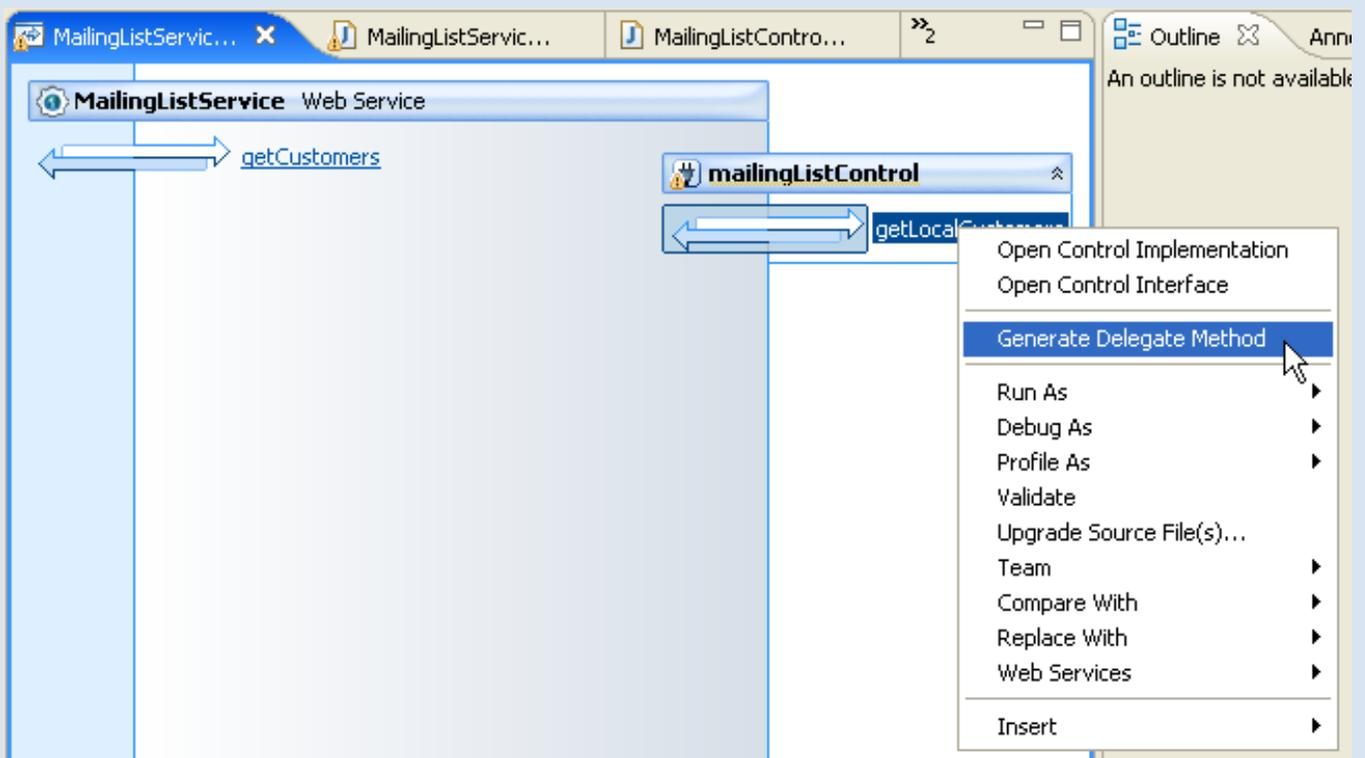 MailingListServic...
MailingListServic...
MailingListContro...
»2
Outline
MailingListService Web Service
getCustomers
mailingListControl
An outline is not available
Open Control Implementation
Open Control Interface
Generate Delegate Method
Run As
Debug As
Profile As
Validate
Upgrade Source File(s)...
Team
Compare With
Replace With
Web Services
Insert